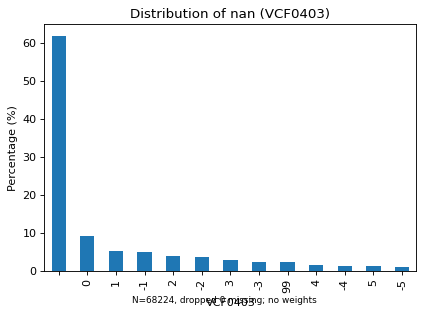 Distribution of nan (VCF0403)
Percentage (%)
60
50
40
30
20
10
0
0 1 -1 2 -2 3 -3 99 4 -4 5 -5
VCF0403
N=68224, dropped 0 missing; no weights